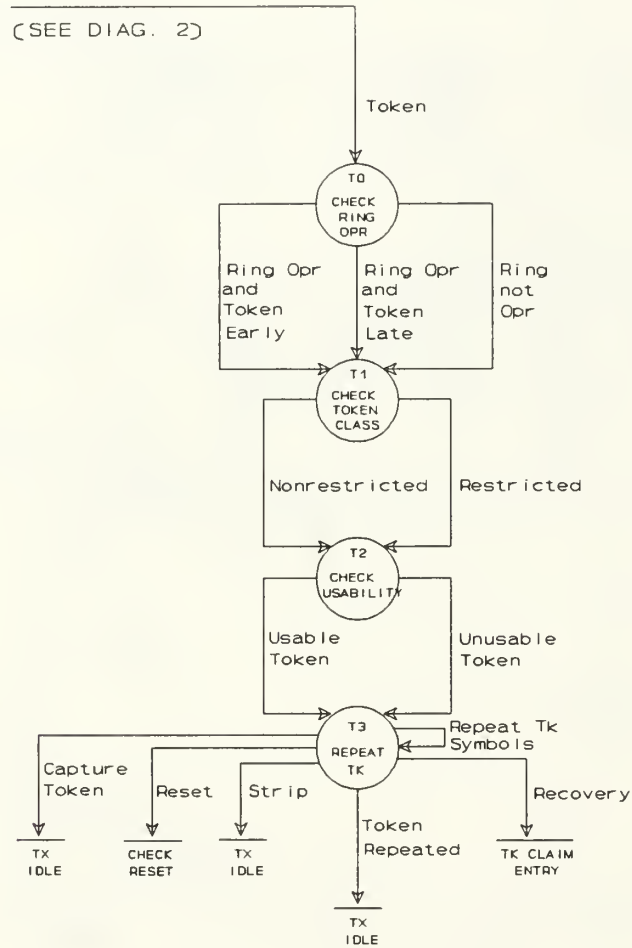 (SEE DIAG. 2)
Token
T0
CHECK
RING
OPR
Ring Opr
and
Token
Early
Ring Opr
and
Token
Late
Ring
not
Opr
T1
CHECK
TOKEN
CLASS
Nonrestricted
Restricted
T2
CHECK
USABILITY
Usable
Token
Unusable
Token
T3
REPEAT
TK
Repeat Tk
Symbols
Capture
Token
Reset
Strip
Token
Repeated
Recovery
TX
IDLE
CHECK
RESET
TX
IDLE
TX
IDLE
TK CLAIM
ENTRY